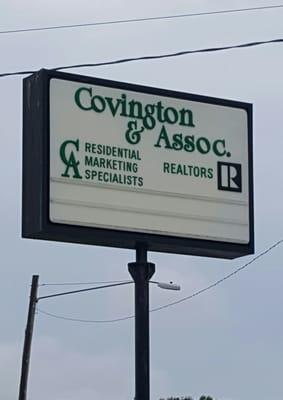 Covington
& Assoc.
CA
RESIDENTIAL
MARKETING
SPECIALISTS
REALTORS R